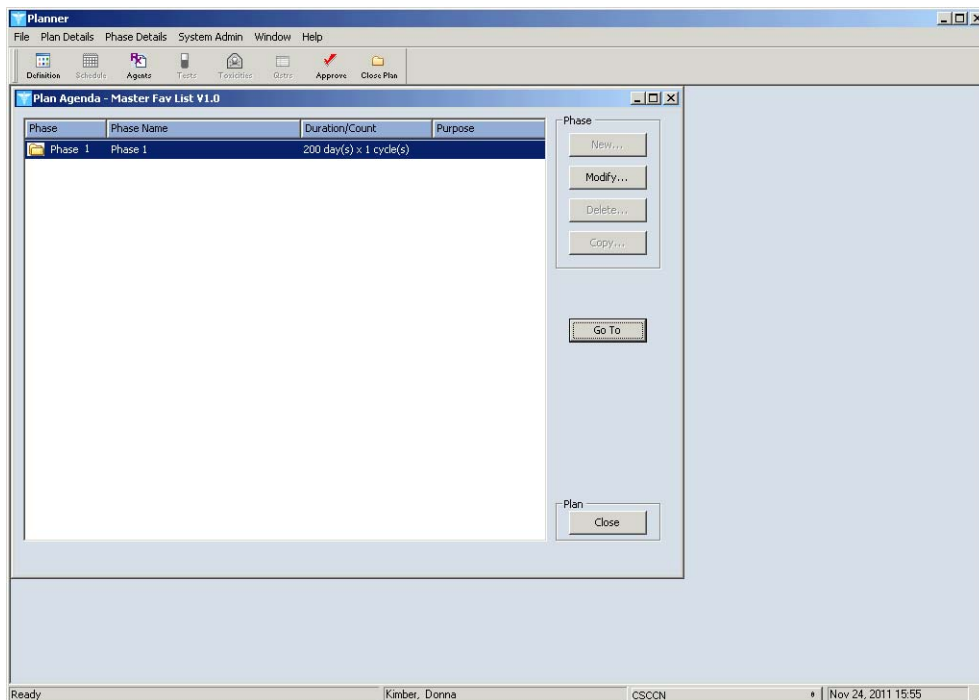 Planner
File Plan Details Phase Details System Admin Window Help
Definition Schedule Agents Tests Toxicities Qstrs Approve Close Plan
Plan Agenda - Master Fav List V1.0
Phase Phase Name Duration/Count Purpose
Phase 1 Phase 1 200 day(s) x 1 cycle(s)
Phase
New...
Modify...
Delete...
Copy...
Go To
Plan
Close
Ready Kimber, Donna CSCCN Nov 24, 2011 15:55